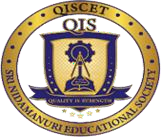 QISCET
QIS
QUALITY IS STRENGTH
SRI NIDAMANURI EDUCATIONAL SOCIETY